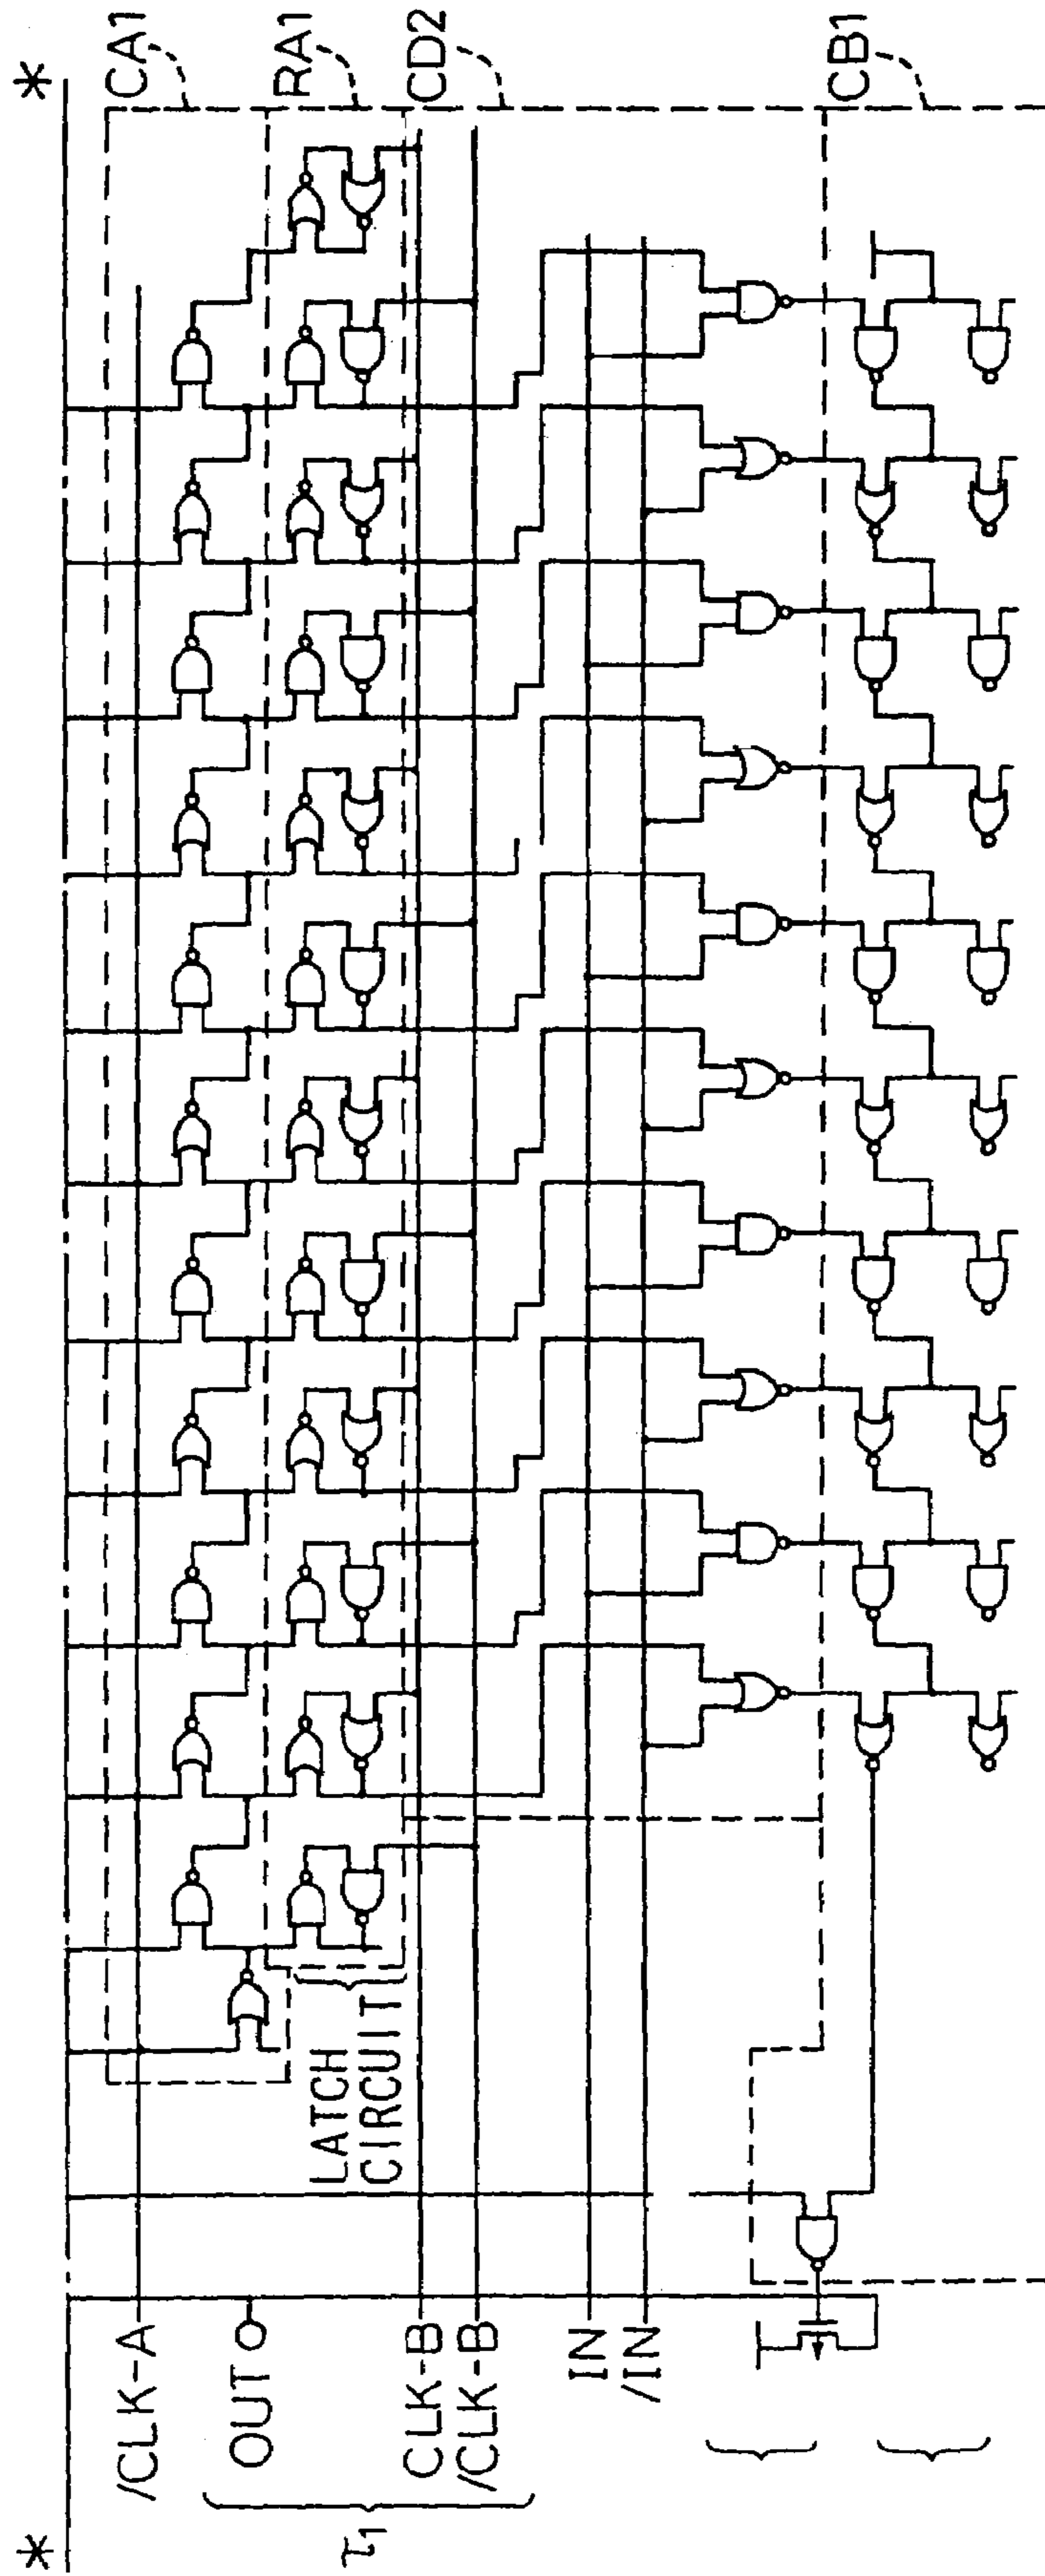 *
*
CA1
RA1
CD2
CB1
/CLK-A
OUT
LATCH
CIRCUIT
CLK-B
/CLK-B
τ1
IN
/IN